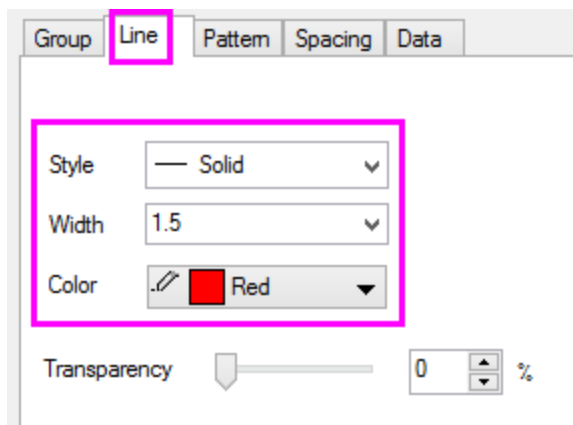 Group Line Pattern Spacing Data
Style — Solid
Width 1.5
Color Red
Transparency 0 %